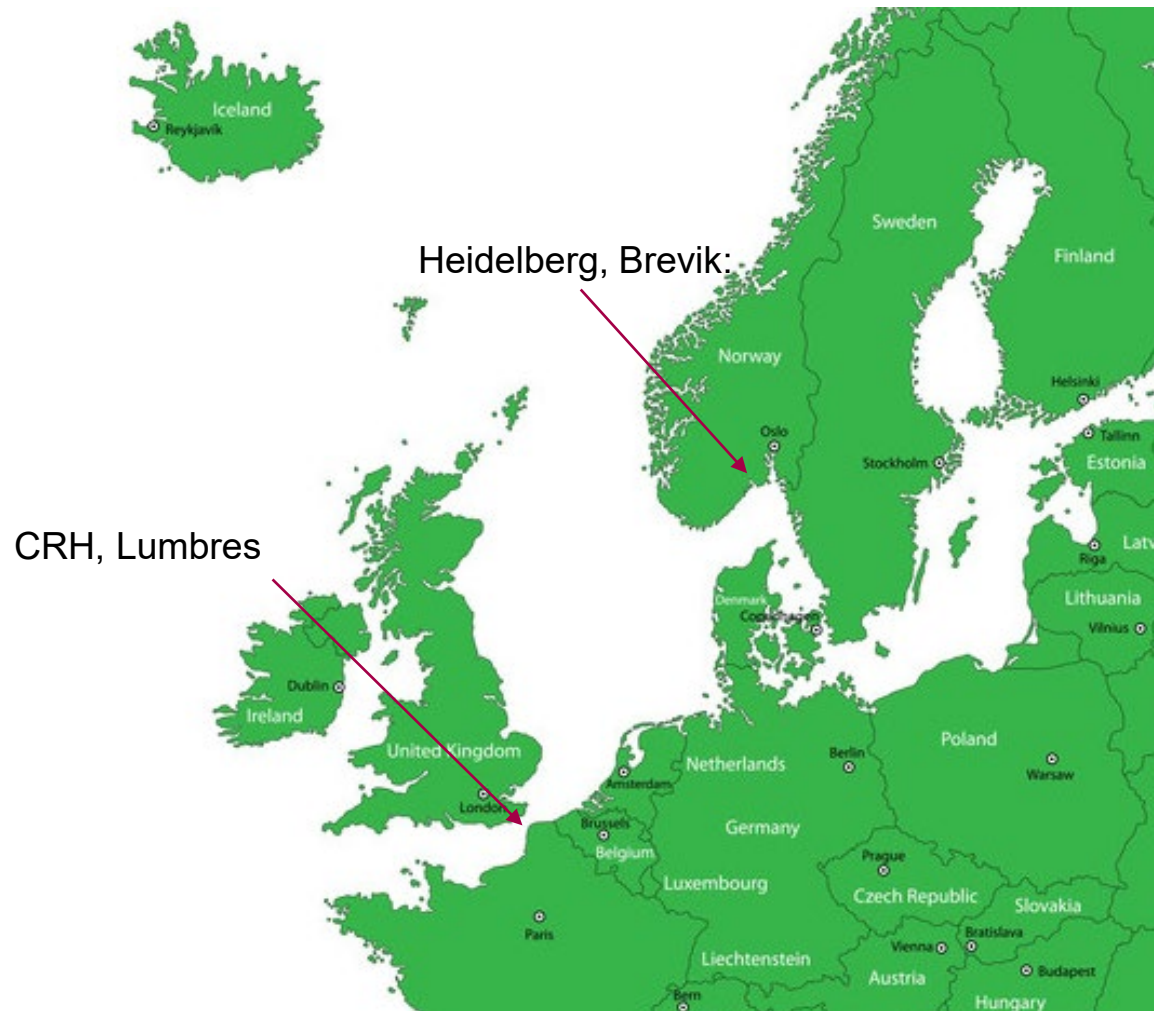 Iceland
Reykjavik
Sweden
Finland
Heidelberg, Brevik:
Norway
Helsinki
Oslo
Tallinn
Stockholm
Estonia
CRH, Lumbres
Riga
Latv
Denmark
Lithuania
Copenhagen
Vilnius
Dublin
Ireland
United Kingdom
Poland
Berlin
Netherlands
Warsaw
Amsterdam
London
Brussels
Germany
Belgium
Prague
Luxembourg
Czech Republic
Slovakia
Paris
Bratislava
Vienna
Liechtenstein
Budapest
Austria
Bern
Hungary